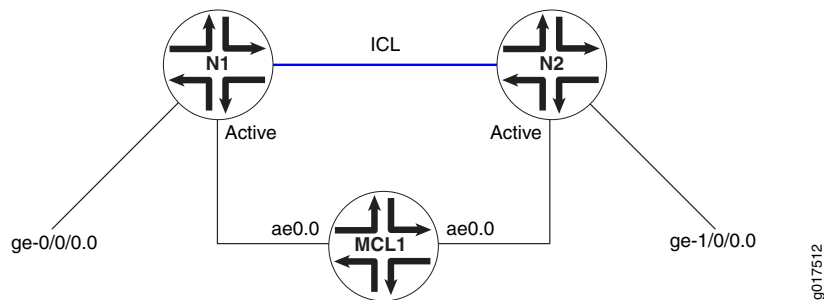 ICL
N1
N2
Active
Active
ae0.0
ae0.0
MCL1
ge-0/0/0.0
ge-1/0/0.0
g017512